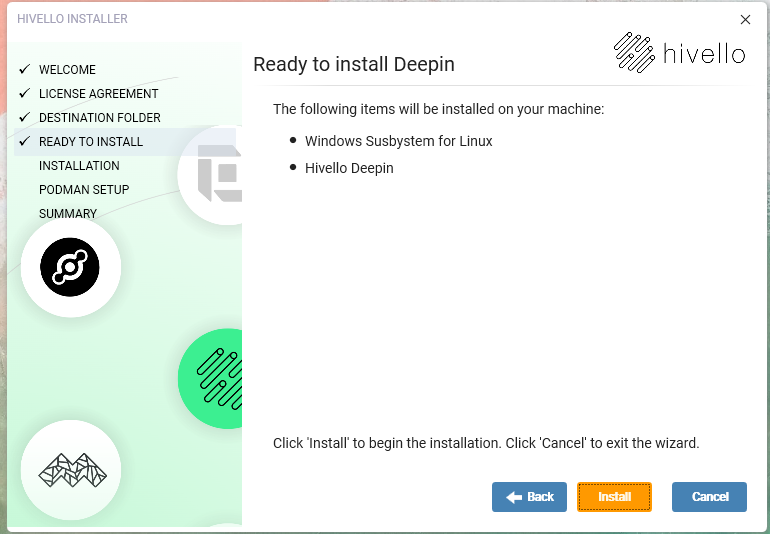 HIVELLO INSTALLER
WELCOME
LICENSE AGREEMENT
DESTINATION FOLDER
READY TO INSTALL
INSTALLATION
PODMAN SETUP
SUMMARY
hivello
Ready to install Deepin
The following items will be installed on your machine:
Windows Susbystem for Linux
Hivello Deepin
Click 'Install' to begin the installation. Click 'Cancel' to exit the wizard.
Back
Install
Cancel